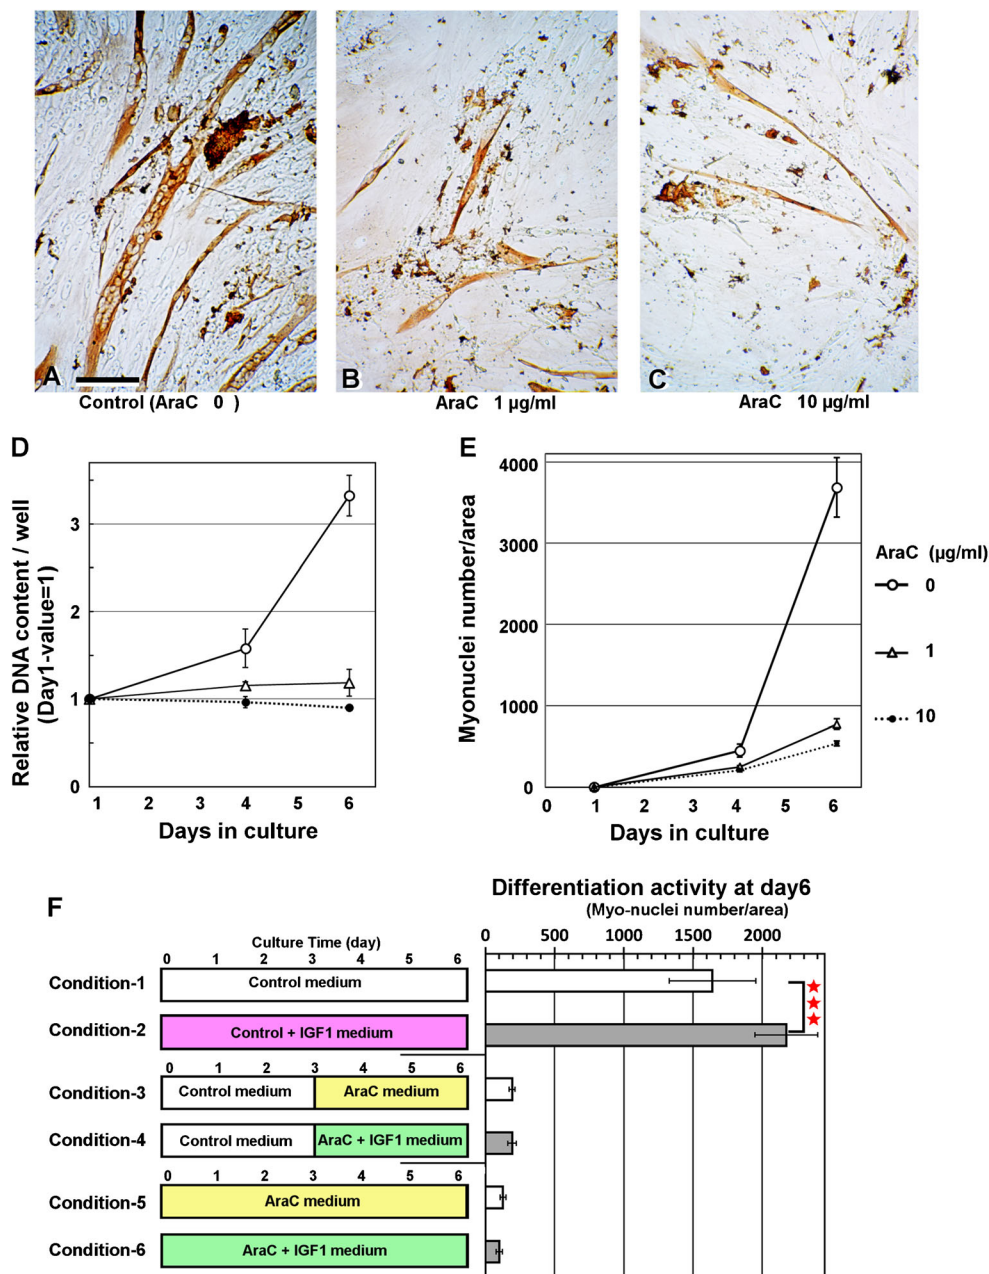 A
Control (AraC 0 )
B
AraC 1 µg/ml
C
AraC 10 µg/ml
D
Relative DNA content / well
(Day1-value=1)
3
2
1
0
1 2 3 4 5 6
Days in culture
E
Myonuclei number/area
4000
3000
2000
1000
0
0 1 2 3 4 5 6
Days in culture
AraC (µg/ml)
0
1
10
F
Differentiation activity at day6
(Myo-nuclei number/area)
0 500 1000 1500 2000
Culture Time (day)
0 1 2 3 4 5 6
Condition-1
Control medium
Condition-2
Control + IGF1 medium
0 1 2 3 4 5 6
Condition-3
Control medium
AraC medium
Condition-4
Control medium
AraC + IGF1 medium
0 1 2 3 4 5 6
Condition-5
AraC medium
Condition-6
AraC + IGF1 medium